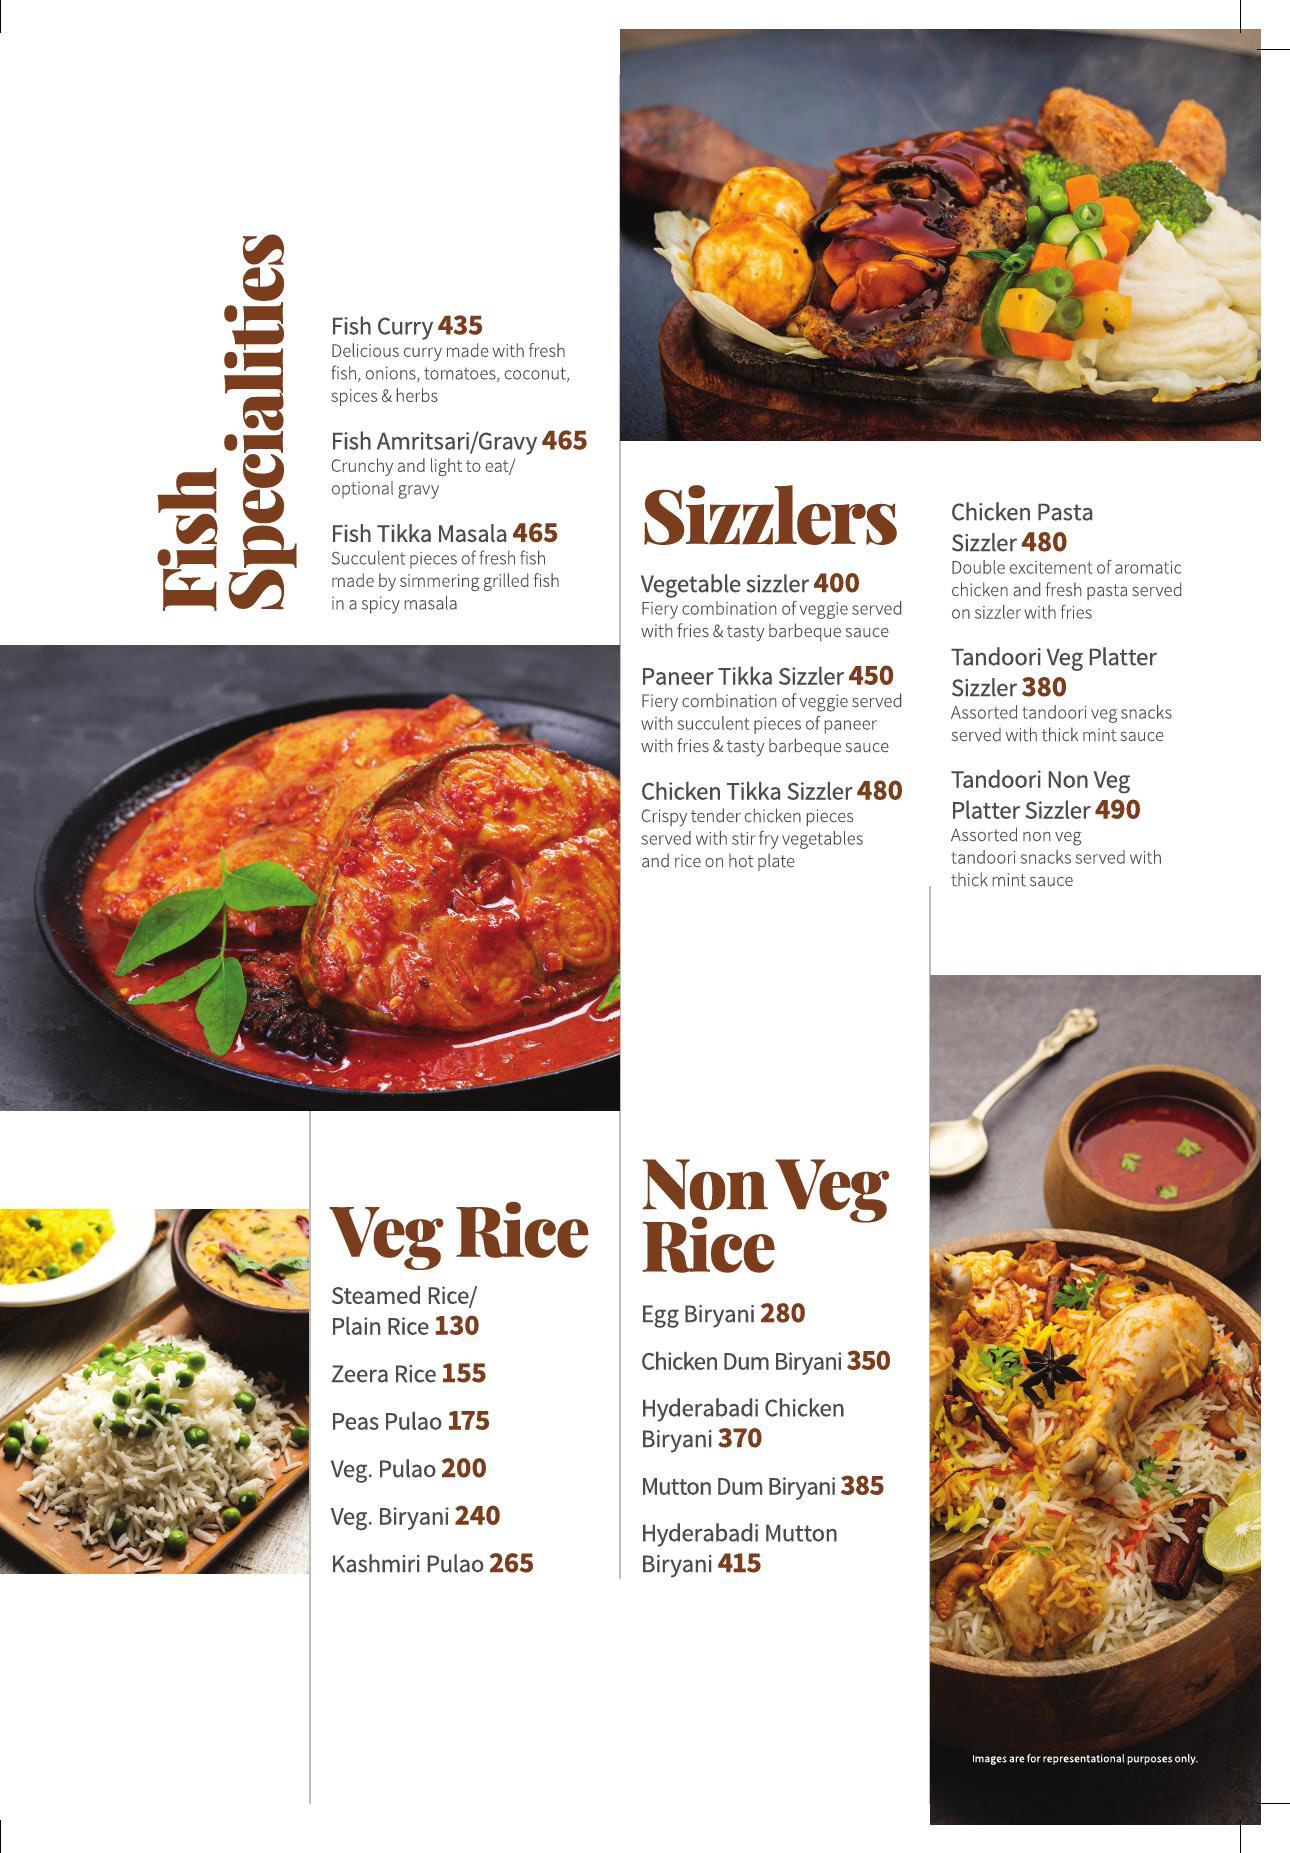 Fish
Specialities
Fish Curry 435
Delicious curry made with fresh
fish, onions, tomatoes, coconut,
spices & herbs
Fish Amritsari/Gravy 465
Crunchy and light to eat/
optional gravy
Fish Tikka Masala 465
Succulent pieces of fresh fish
made by simmering grilled fish
in a spicy masala
Sizzlers
Vegetable sizzler 400
Fiery combination of veggie served
with fries & tasty barbeque sauce
Paneer Tikka Sizzler 450
Fiery combination of veggie served
with succulent pieces of paneer
with fries & tasty barbeque sauce
Chicken Tikka Sizzler 480
Crispy tender chicken pieces
served with stir fry vegetables
and rice on hot plate
Chicken Pasta
Sizzler 480
Double excitement of aromatic
chicken and fresh pasta served
on sizzler with fries
Tandoori Veg Platter
Sizzler 380
Assorted tandoori veg snacks
served with thick mint sauce
Tandoori Non Veg
Platter Sizzler 490
Assorted non veg
tandoori snacks served with
thick mint sauce
Veg Rice
Steamed Rice/
Plain Rice 130
Zeera Rice 155
Peas Pulao 175
Veg. Pulao 200
Veg. Biryani 240
Kashmiri Pulao 265
Non Veg
Rice
Egg Biryani 280
Chicken Dum Biryani 350
Hyderabadi Chicken
Biryani 370
Mutton Dum Biryani 385
Hyderabadi Mutton
Biryani 415
Images are for representational purposes only.